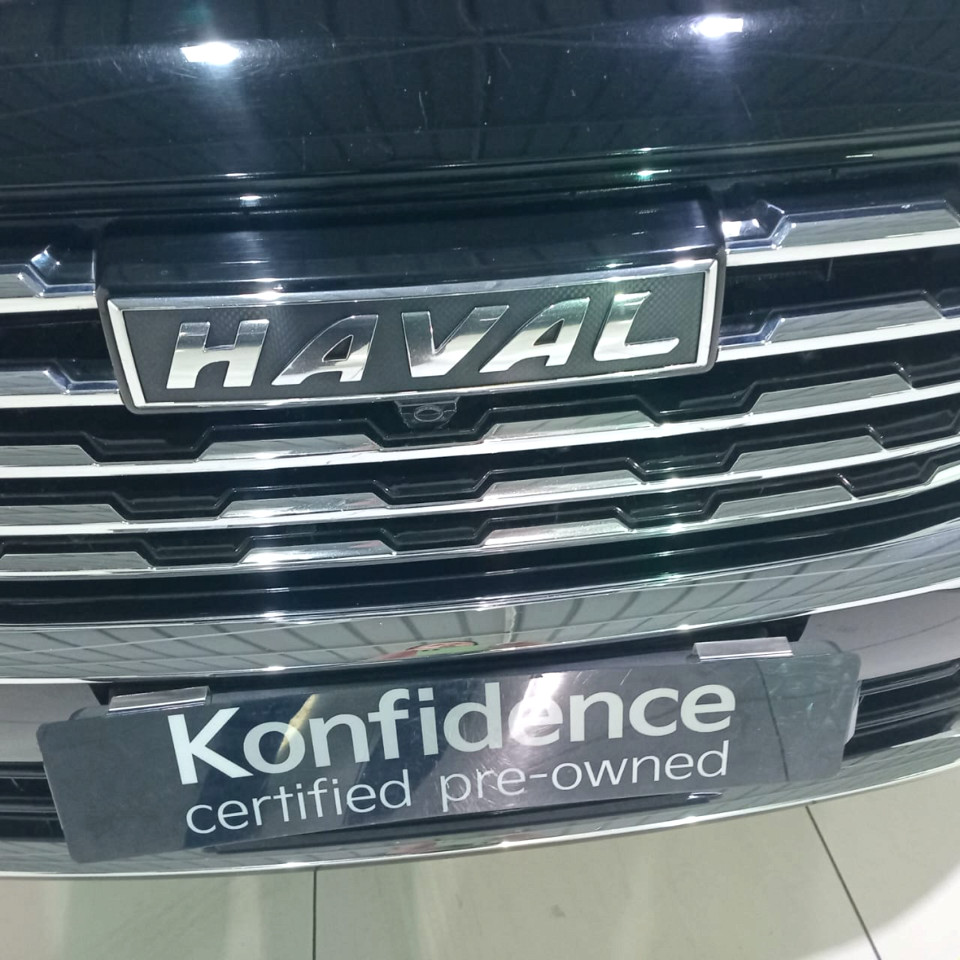 HAVAL
Konfidence
certified pre-owned